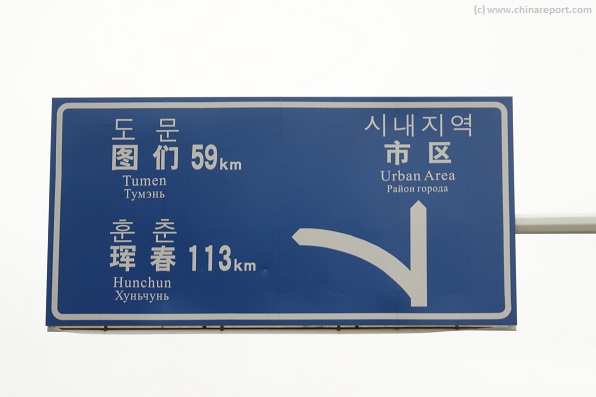 (c) www.chinareport.com
도 문
图 们 59km
Tumen
Тумэнь
훈 춘
珲 春 113km
Hunchun
Хуньчунь
시내지역
市 区
Urban Area
Район города